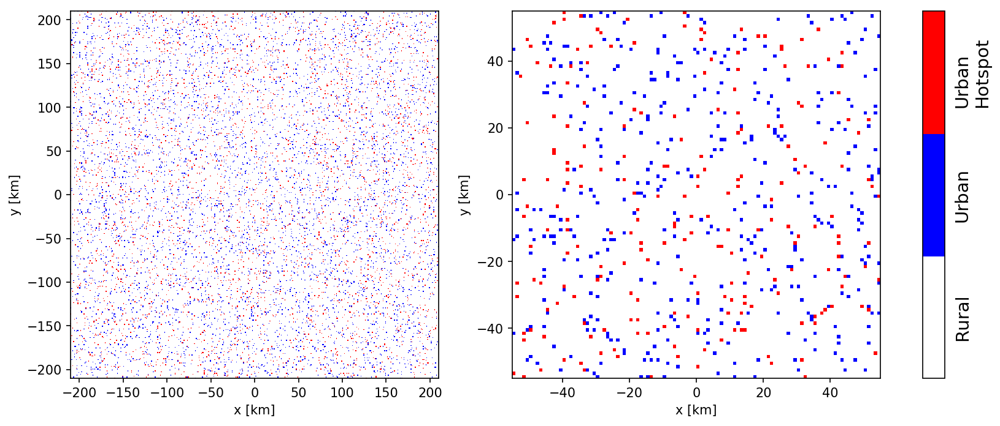 200
150
100
50
0
−50
−100
−150
−200
y [km]
−200 −150 −100 −50 0 50 100 150 200
x [km]
40
20
0
−20
−40
y [km]
−40 −20 0 20 40
x [km]
Urban
Hotspot
Urban
Rural